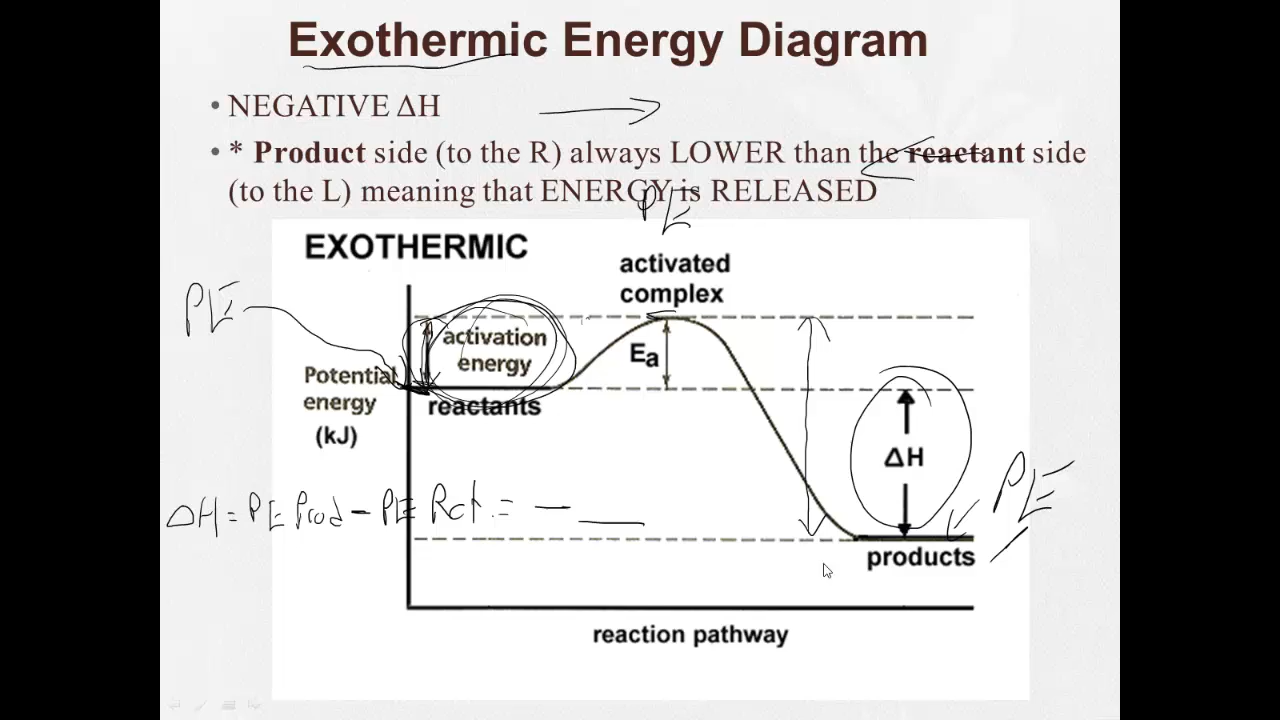 Exothermic Energy Diagram
• NEGATIVE ΔH
• * Product side (to the R) always LOWER than the reactant side
(to the L) meaning that ENERGY is RELEASED
PE
EXOTHERMIC
activated
complex
PE
activation
energy
Ea
Potential
energy
(kJ)
reactants
ΔH
PE
ΔH = PE Prod - PE Rct. = -
products
reaction pathway